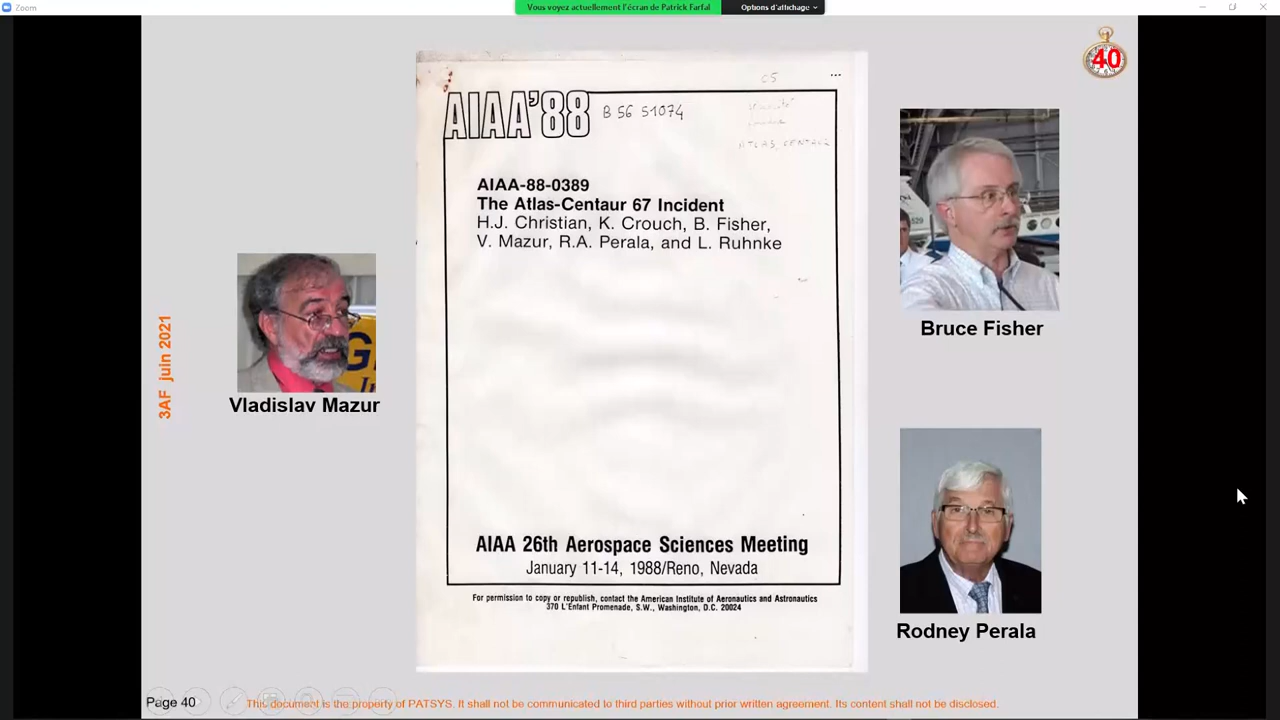 Zoom
Vous voyez actuellement l'écran de Patrick Farfal
Options d'affichage
40
AIAA'88
B 56 51074
C5
ATLAS CENTAUR
AIAA-88-0389
The Atlas-Centaur 67 Incident
H.J. Christian, K. Crouch, B. Fisher,
V. Mazur, R.A. Perala, and L. Ruhnke
Bruce Fisher
3AF juin 2021
Vladislav Mazur
AIAA 26th Aerospace Sciences Meeting
January 11-14, 1988/Reno, Nevada
For permission to copy or republish, contact the American Institute of Aeronautics and Astronautics
370 L'Enfant Promenade, S.W., Washington, D.C. 20024
Rodney Perala
Page 40
This document is the property of PATSYS. It shall not be communicated to third parties without prior written agreement. Its content shall not be disclosed.